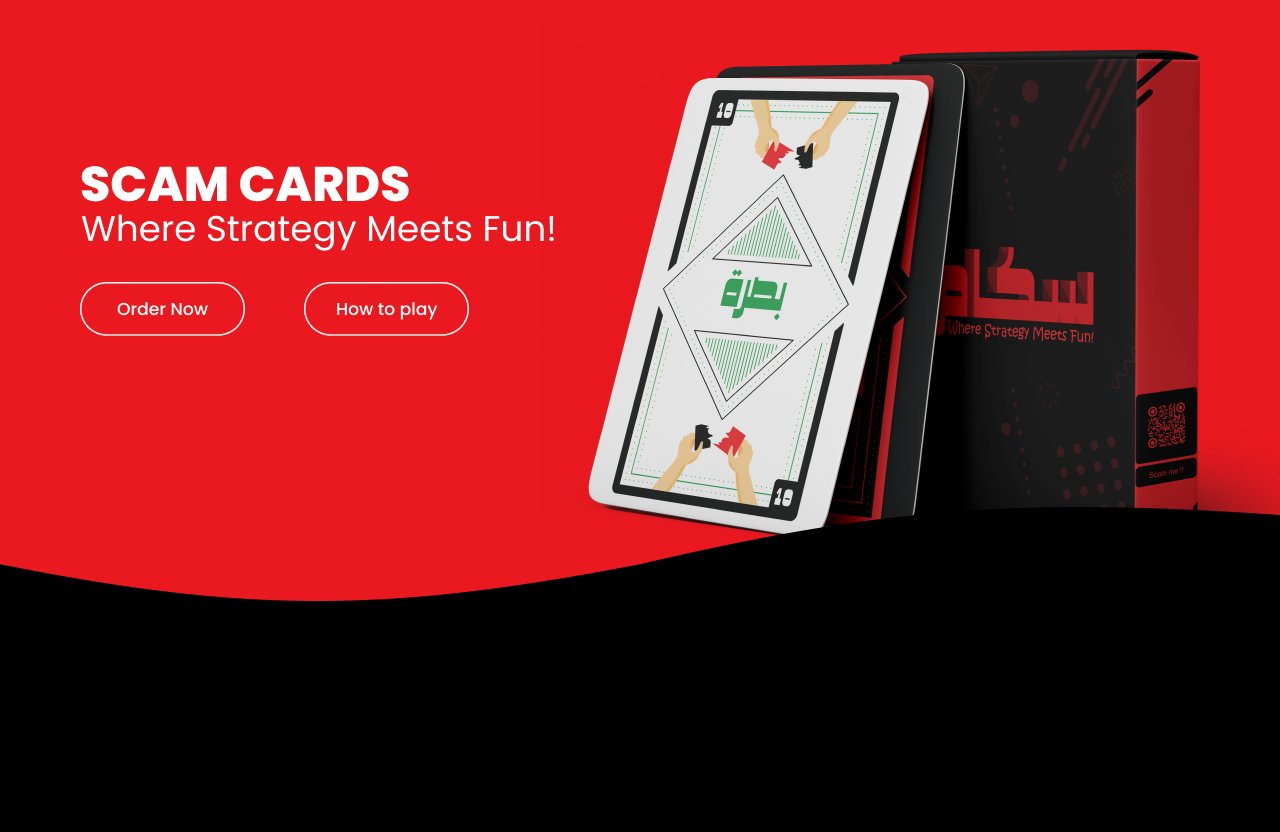 SCAM CARDS
Where Strategy Meets Fun!
Order Now
How to play
10
بصرة
10
سكام
Where Strategy Meets Fun!
Scam me !!